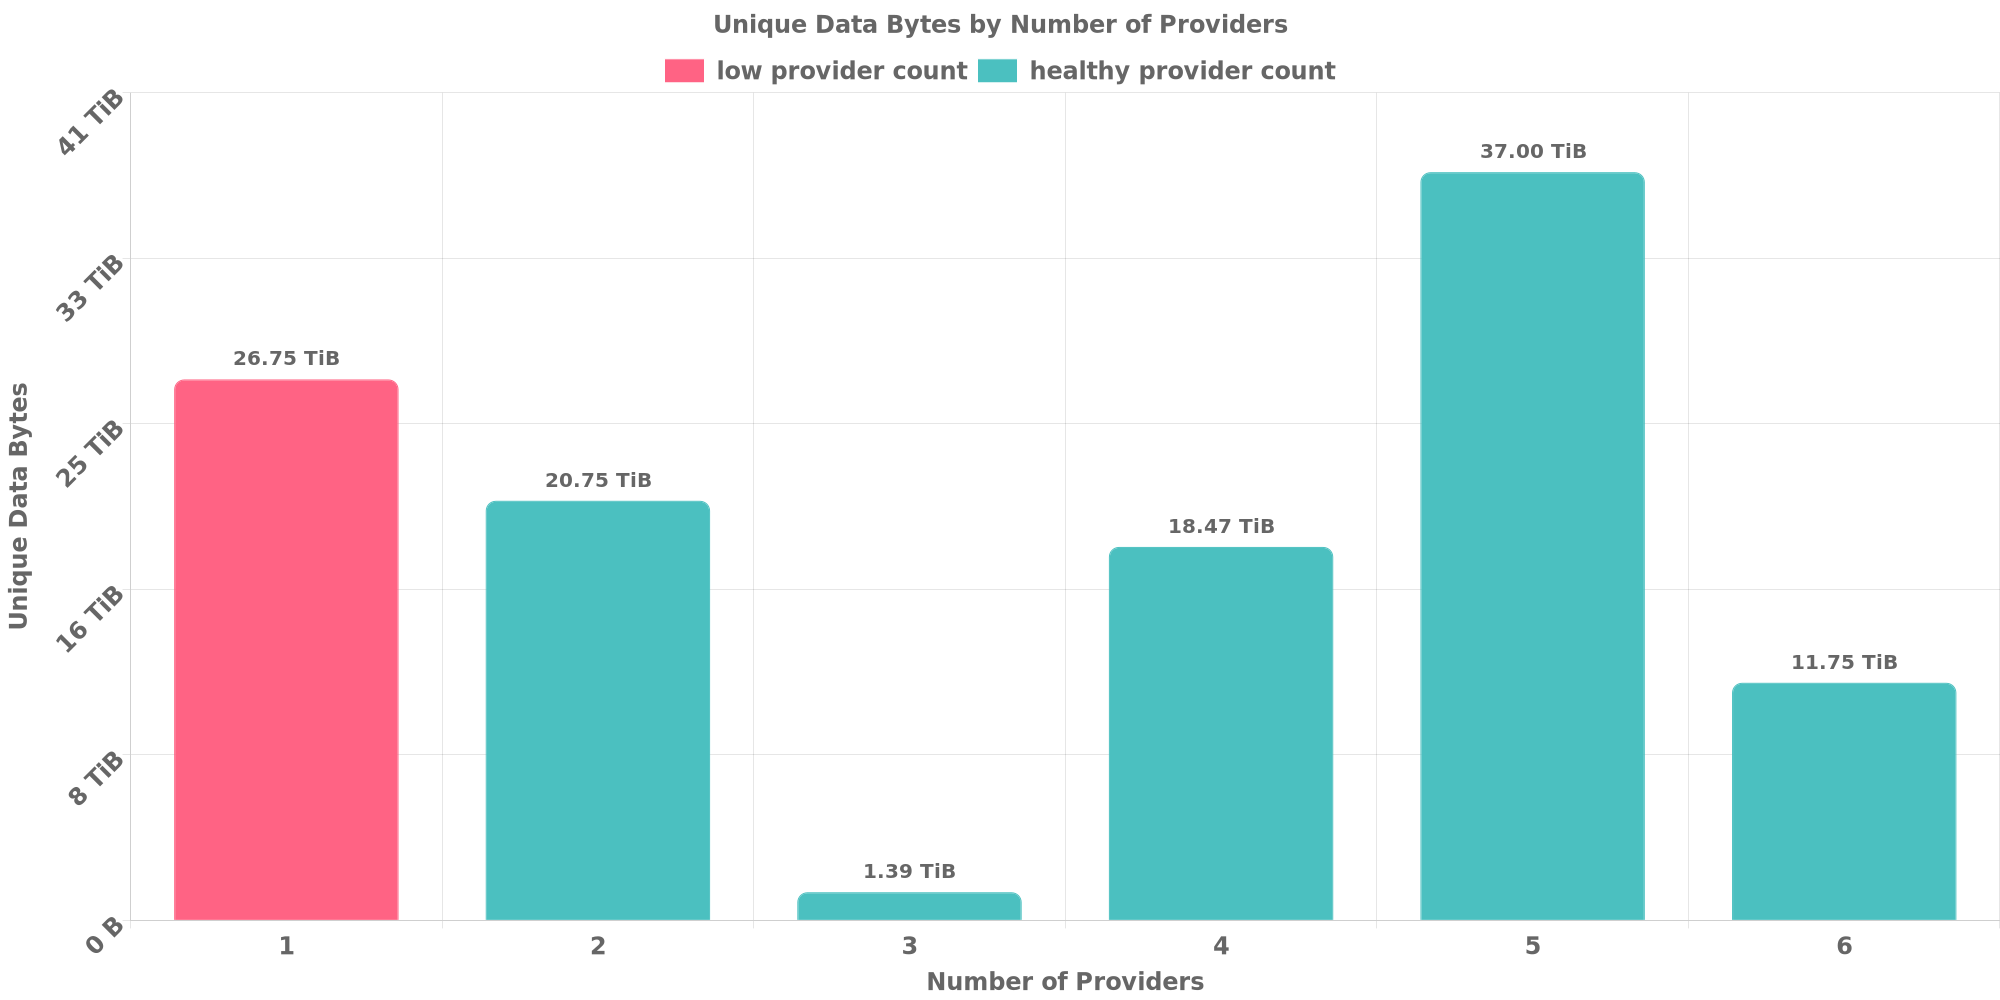 Unique Data Bytes by Number of Providers
low provider count healthy provider count
41 TiB
33 TiB
25 TiB
16 TiB
8 TiB
0 B
Unique Data Bytes
26.75 TiB
20.75 TiB
1.39 TiB
18.47 TiB
37.00 TiB
11.75 TiB
1 2 3 4 5 6
Number of Providers